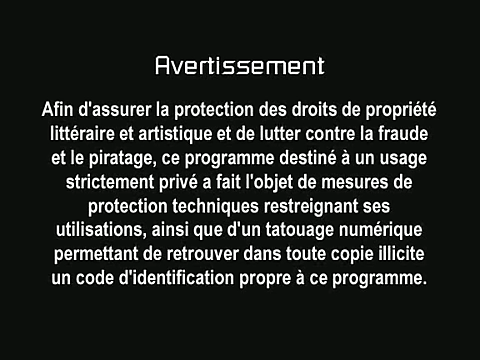 Avertissement
Afin d'assurer la protection des droits de propriété
littéraire et artistique et de lutter contre la fraude
et le piratage, ce programme destiné à un usage
strictement privé a fait l'objet de mesures de
protection techniques restreignant ses
utilisations, ainsi que d'un tatouage numérique
permettant de retrouver dans toute copie illicite
un code d'identification propre à ce programme.